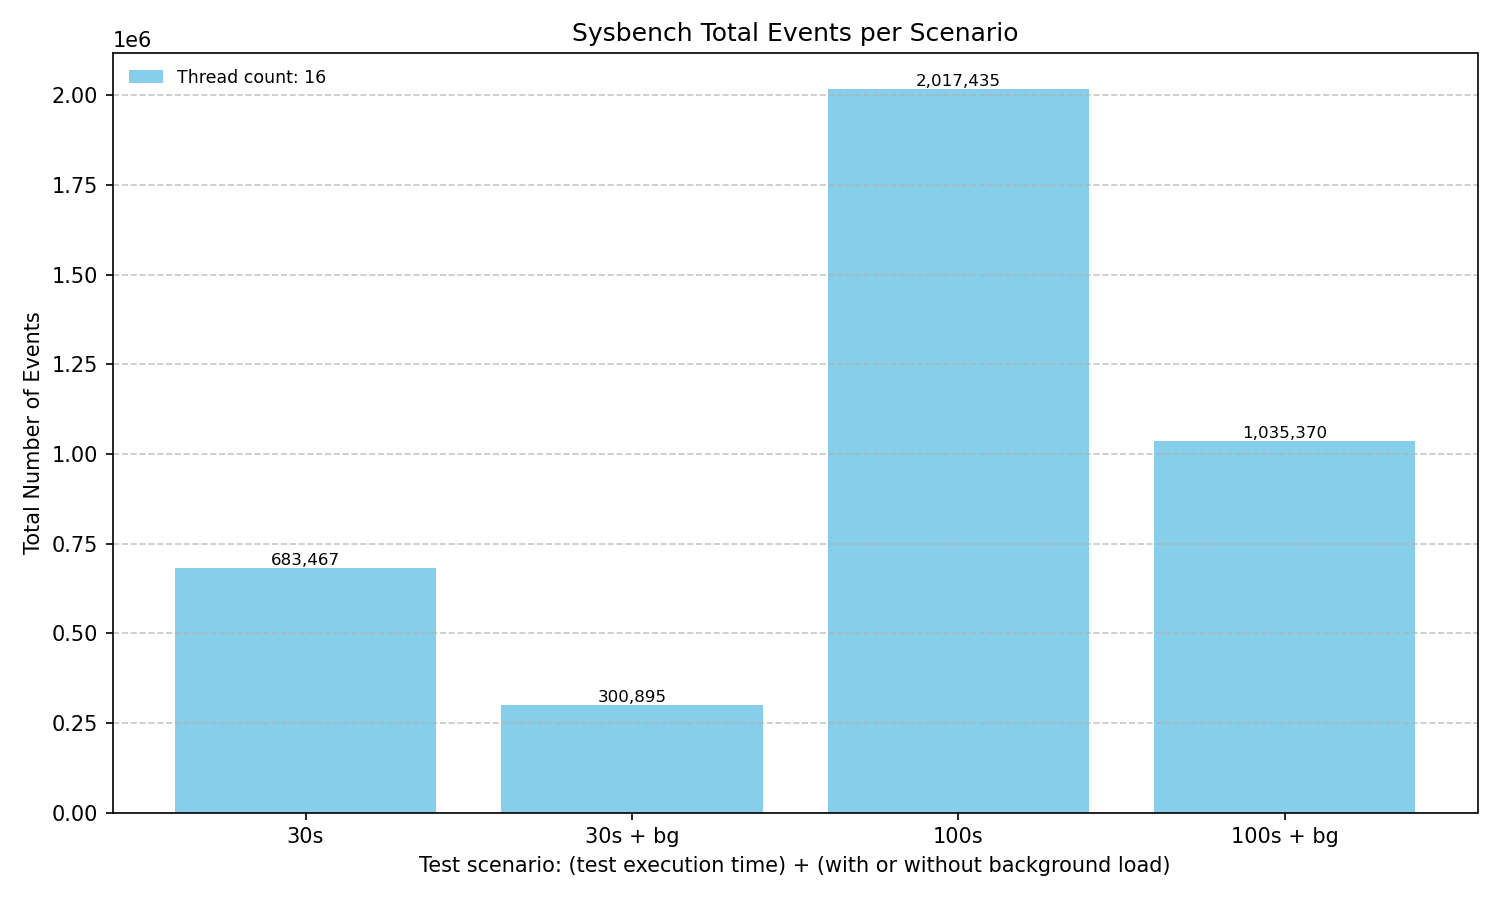 Sysbench Total Events per Scenario
1e6
Thread count: 16
2.00
1.75
1.50
1.25
1.00
0.75
0.50
0.25
0.00
Total Number of Events
683,467
300,895
2,017,435
1,035,370
30s
30s + bg
100s
100s + bg
Test scenario: (test execution time) + (with or without background load)